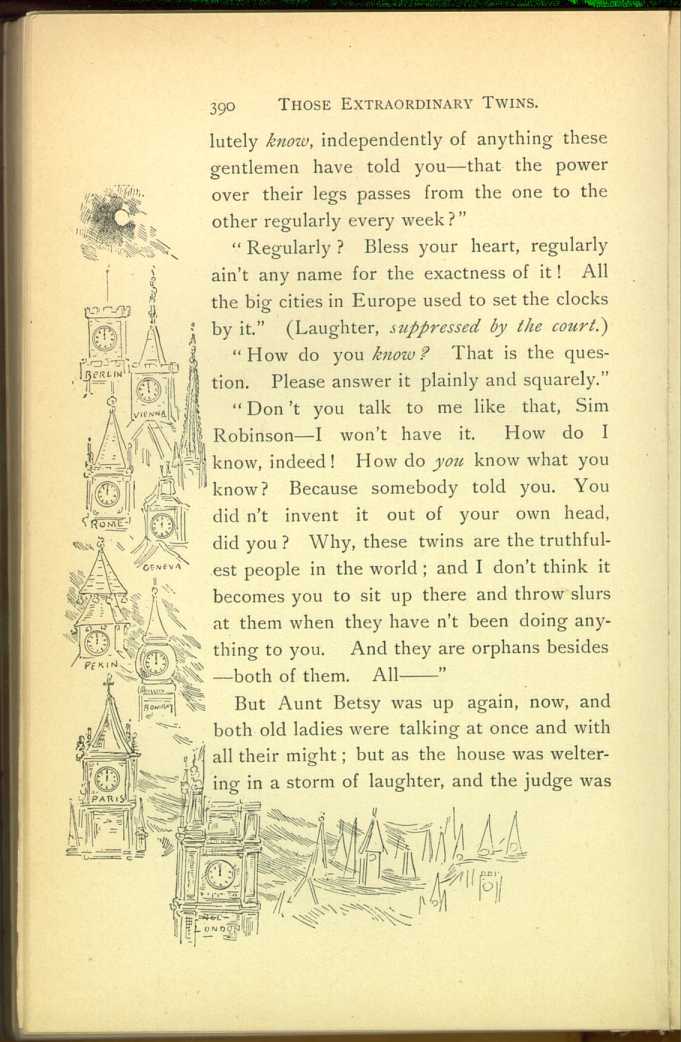 390 THOSE EXTRAORDINARY TWINS.
lutely know, independently of anything these
gentlemen have told you—that the power
over their legs passes from the one to the
other regularly every week?"
"Regularly? Bless your heart, regularly
ain't any name for the exactness of it! All
the big cities in Europe used to set the clocks
by it." (Laughter, suppressed by the court.)
"How do you know? That is the ques-
tion. Please answer it plainly and squarely."
"Don't you talk to me like that, Sim
Robinson—I won't have it. How do I
know, indeed! How do you know what you
know? Because somebody told you. You
did n't invent it out of your own head,
did you? Why, these twins are the truthful-
est people in the world; and I don't think it
becomes you to sit up there and throw slurs
at them when they have n't been doing any-
thing to you. And they are orphans besides
—both of them. All——"
But Aunt Betsy was up again, now, and
both old ladies were talking at once and with
all their might; but as the house was welter-
ing in a storm of laughter, and the judge was
BERLIN
VIENNA
ROME
GENEVA
PEKIN
BOMBAY
PARIS
LONDON